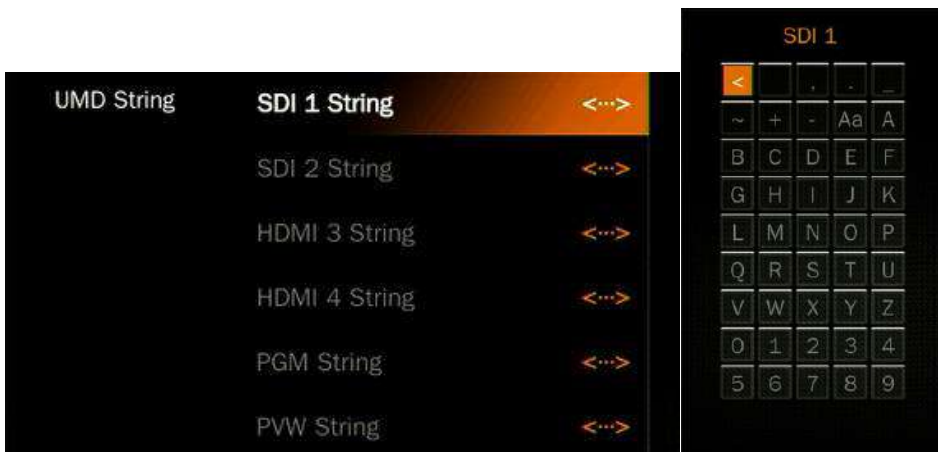 UMD String
SDI 1 String <···>
SDI 2 String <···>
HDMI 3 String <···>
HDMI 4 String <···>
PGM String <···>
PVW String <···>
SDI 1
< , . _
~ + - Aa A
B C D E F
G H I J K
L M N O P
Q R S T U
V W X Y Z
0 1 2 3 4
5 6 7 8 9